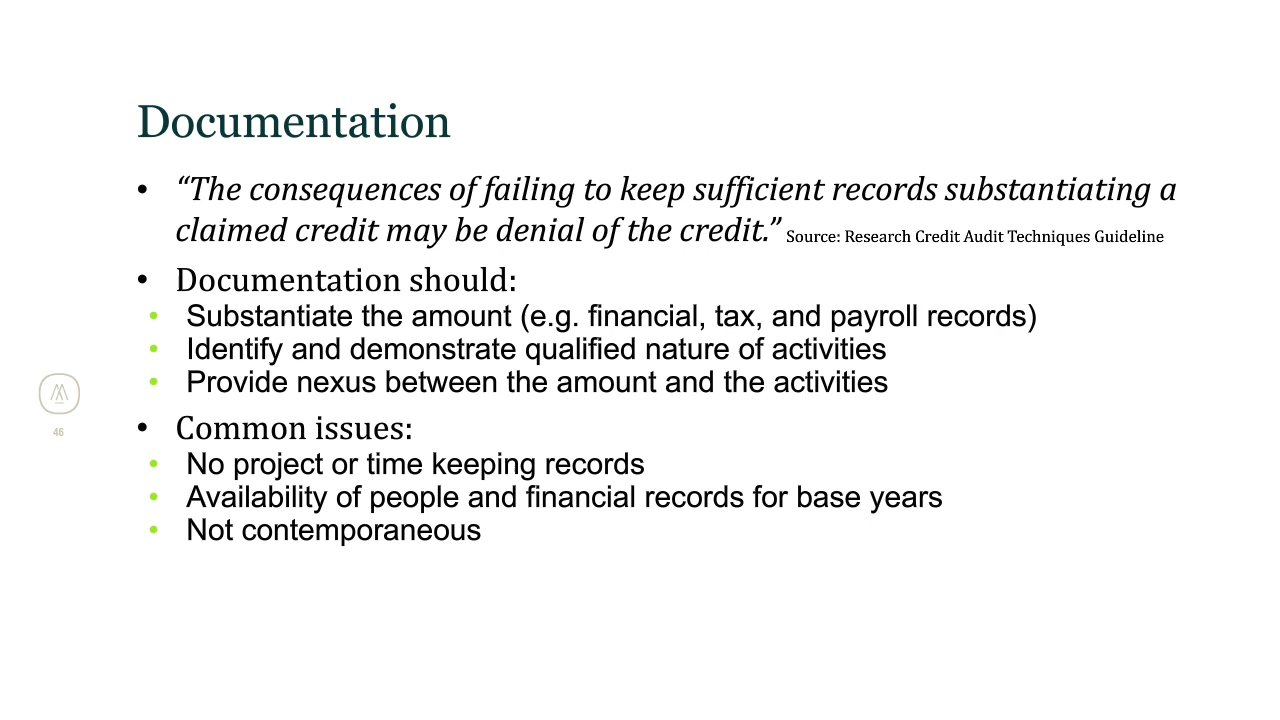 Documentation
• “The consequences of failing to keep sufficient records substantiating a
claimed credit may be denial of the credit.” Source: Research Credit Audit Techniques Guideline
• Documentation should:
• Substantiate the amount (e.g. financial, tax, and payroll records)
• Identify and demonstrate qualified nature of activities
• Provide nexus between the amount and the activities
• Common issues:
• No project or time keeping records
• Availability of people and financial records for base years
• Not contemporaneous
46